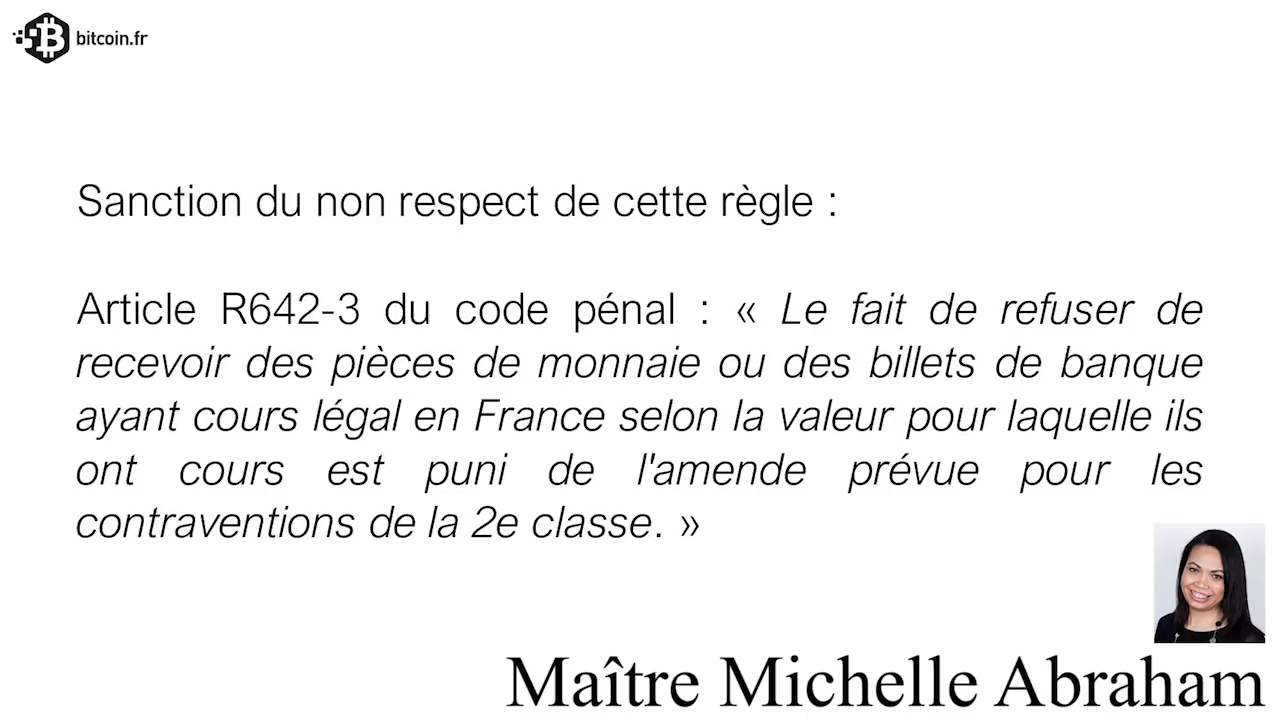 bitcoin.fr
Sanction du non respect de cette règle :
Article R642-3 du code pénal : « Le fait de refuser de
recevoir des pièces de monnaie ou des billets de banque
ayant cours légal en France selon la valeur pour laquelle ils
ont cours est puni de l'amende prévue pour les
contraventions de la 2e classe. »
Maître Michelle Abraham